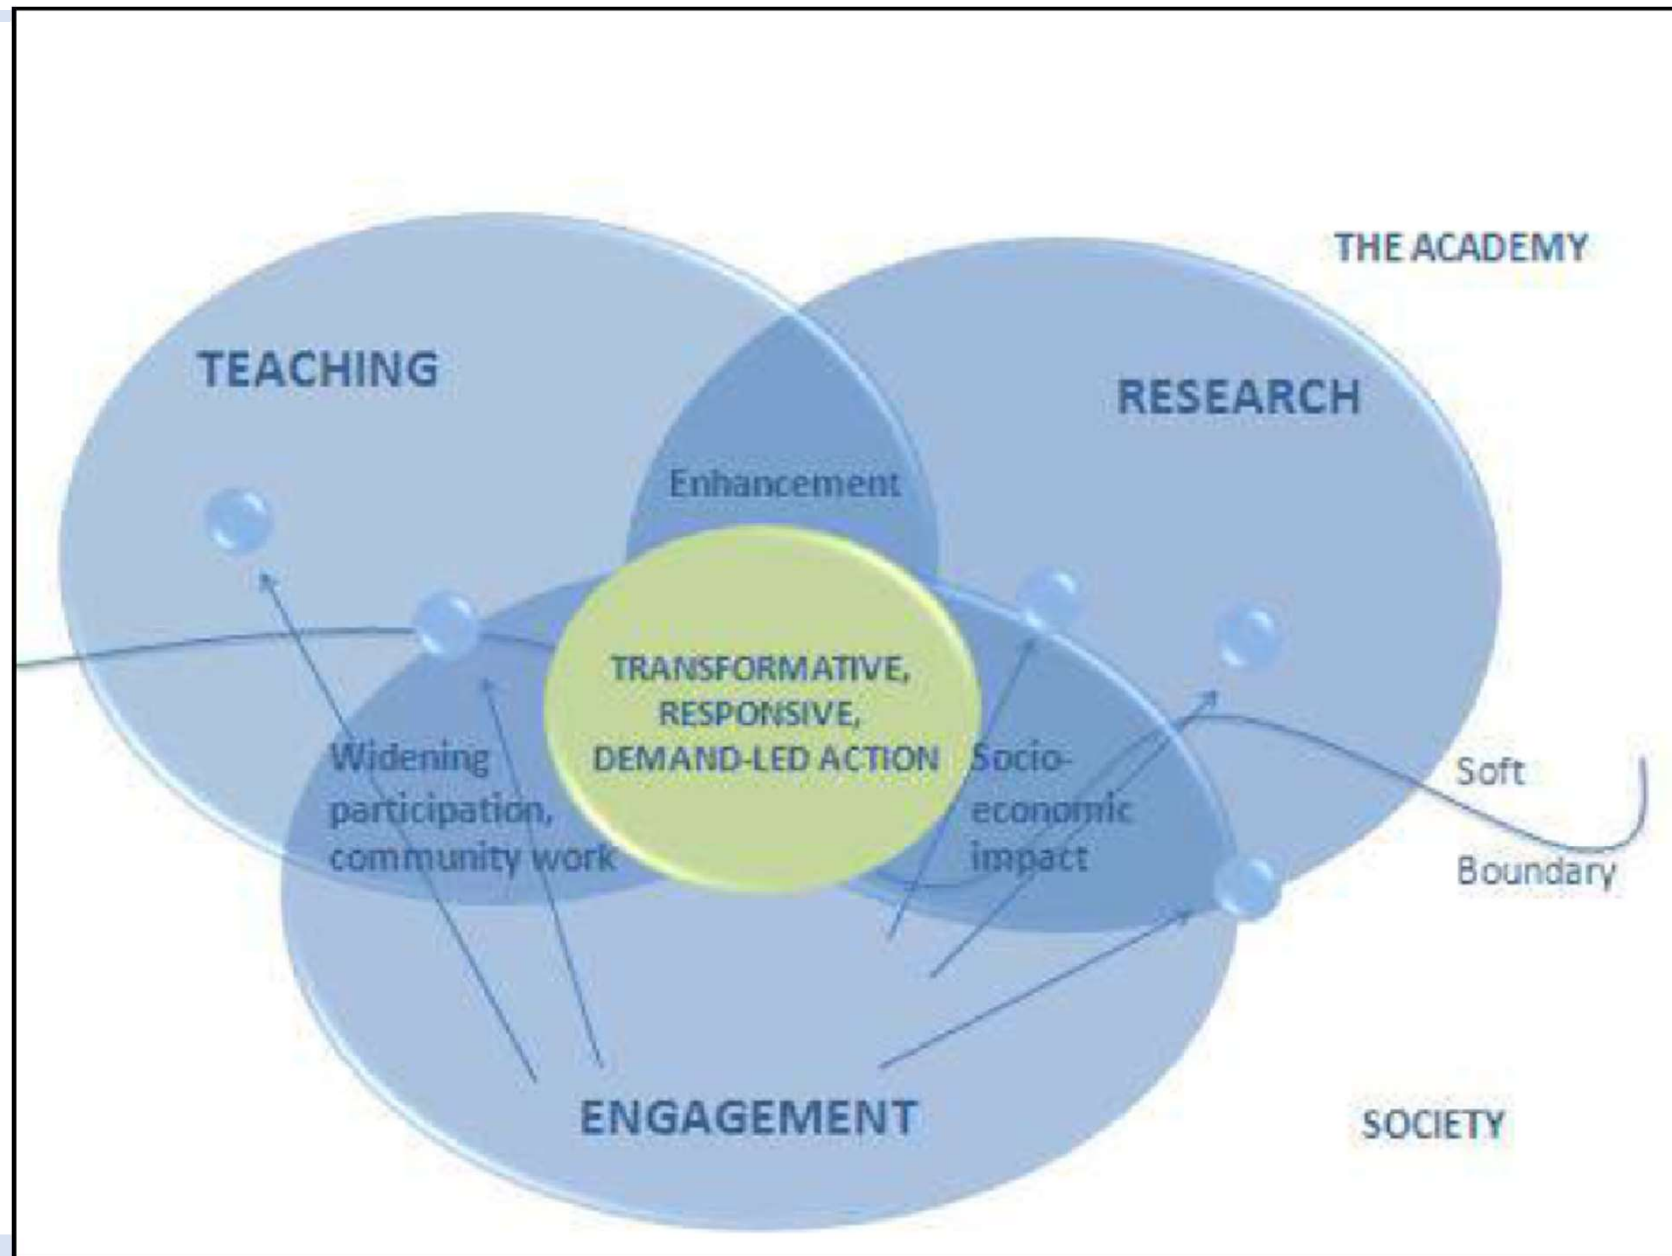 THE ACADEMY
TEACHING
RESEARCH
Enhancement
TRANSFORMATIVE,
RESPONSIVE,
DEMAND-LED ACTION
Widening
participation,
community work
Socio-
economic
impact
Soft
Boundary
ENGAGEMENT
SOCIETY